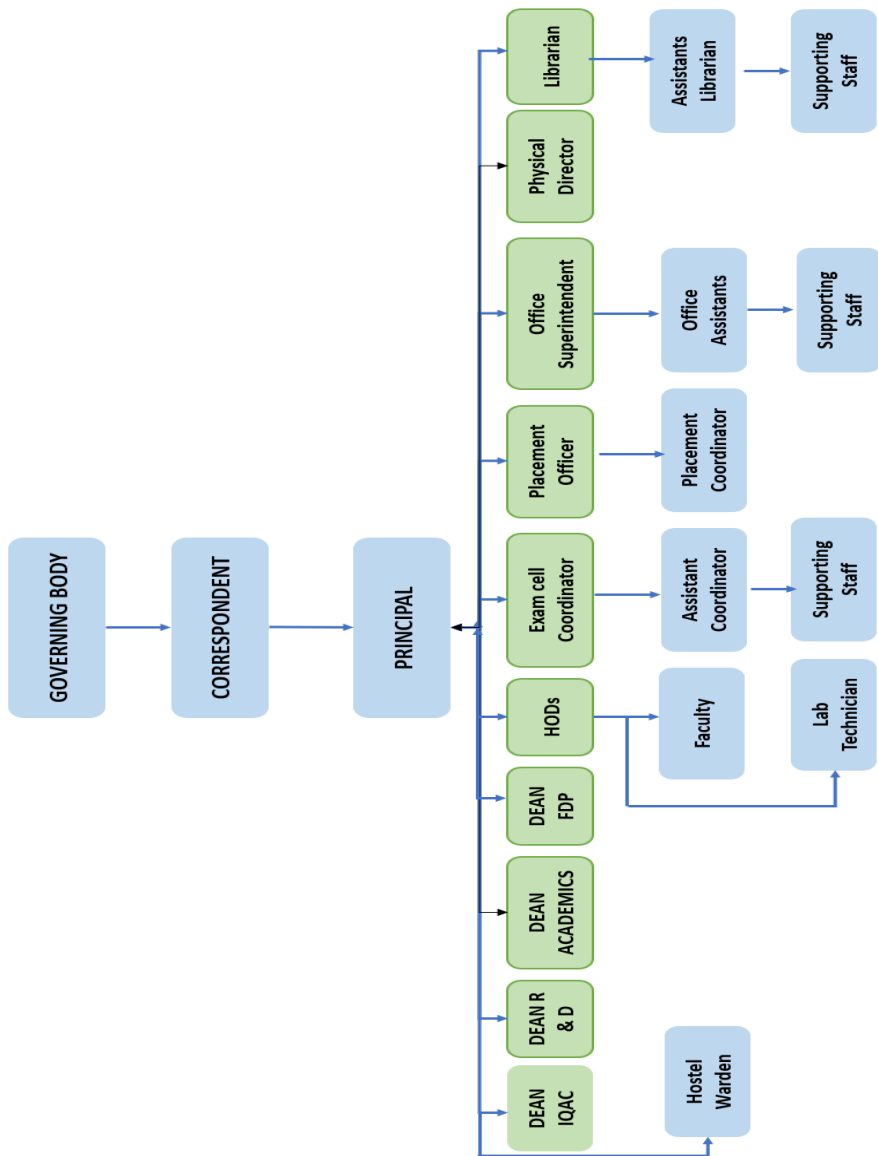 GOVERNING BODY
CORRESPONDENT
PRINCIPAL
DEAN
IQAC
DEAN R
& D
DEAN
ACADEMICS
DEAN
FDP
HODs
Exam cell
Coordinator
Placement
Officer
Office
Superintendent
Physical
Director
Librarian
Hostel
Warden
Faculty
Assistant
Coordinator
Placement
Coordinator
Office
Assistants
Assistants
Librarian
Lab
Technician
Supporting
Staff
Supporting
Staff
Supporting
Staff